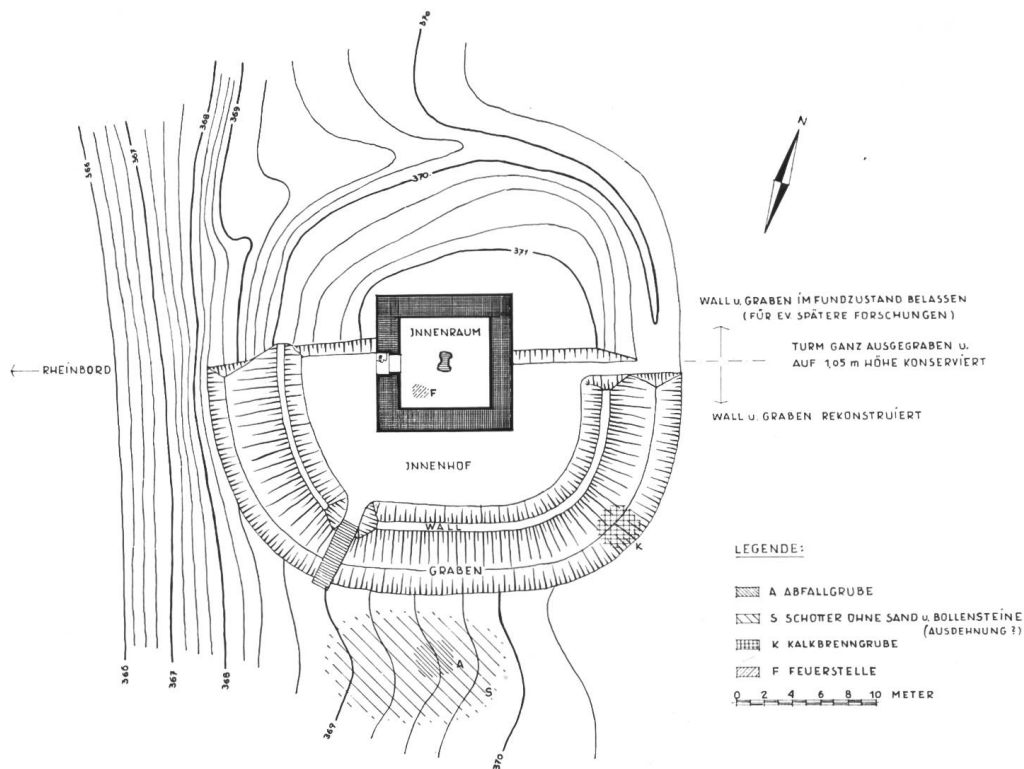 370
N
366
367
368
369
370
371
WALL u. GRABEN IM FUNDZUSTAND BELASSEN
(FÜR EV. SPÄTERE FORSCHUNGEN)
INNENRAUM
TURM GANZ AUSGEGRABEN u.
AUF 1,05 m HÖHE KONSERVIERT
RHEINBORD
F
WALL u. GRABEN REKONSTRUIERT
INNENHOF
WALL
K
GRABEN
LEGENDE:
A ABFALLGRUBE
S SCHOTTER OHNE SAND u. BOLLENSTEINE
(AUSDEHNUNG ?)
K KALKBRENNGRUBE
F FEUERSTELLE
A
S
0 2 4 6 8 10 METER
366
367
368
369
370